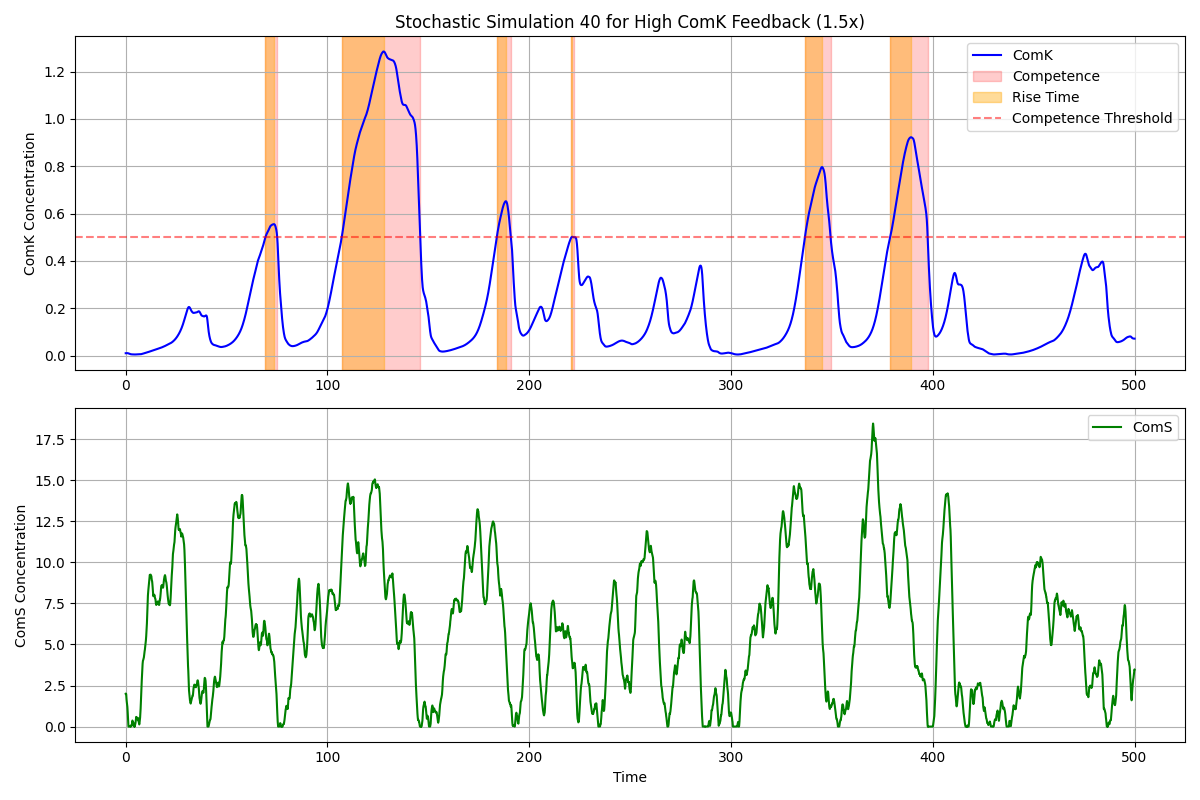 Stochastic Simulation 40 for High ComK Feedback (1.5x)
ComK Concentration
1.2
1.0
0.8
0.6
0.4
0.2
0.0
ComK
Competence
Rise Time
Competence Threshold
0 100 200 300 400 500
ComS Concentration
17.5
15.0
12.5
10.0
7.5
5.0
2.5
0.0
ComS
0 100 200 300 400 500
Time